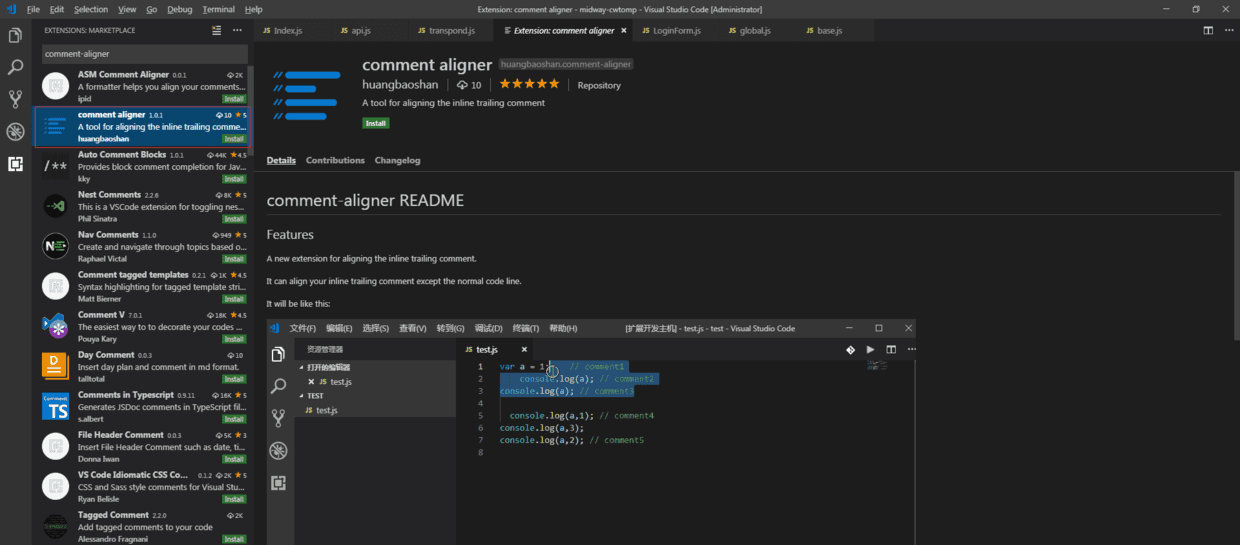 File Edit Selection View Go Debug Terminal Help
Extension: comment aligner - midway-cwtomp - Visual Studio Code [Administrator]
EXTENSIONS: MARKETPLACE
comment-aligner
ASM Comment Aligner 0.0.1 2K
A formatter helps you align your comments...
ipid Install
comment aligner 1.0.1 10 ★ 5
A tool for aligning the inline trailing comme...
huangbaoshan Install
Auto Comment Blocks 1.0.1 44K ★ 4.5
/**
Provides block comment completion for Jav...
kky Install
Nest Comments 2.2.6 8K ★ 5
This is a VSCode extension for toggling nes...
Phil Sinatra Install
Nav Comments 1.1.0 949 ★ 5
Create and navigate through topics based o...
Raphael Victal Install
Comment tagged templates 0.2.1 1K ★ 4.5
Syntax highlighting for tagged template stri...
Matt Bierner Install
Comment V 7.0.1 18K ★ 4.5
The easiest way to to decorate your codes ...
Pouya Kary Install
Day Comment 0.0.3 10
Insert day plan and comment in md format.
talltotal Install
Comments in Typescript 0.9.11 16K ★ 5
Comment
TS
Generates JSDoc comments in TypeScript fil...
s.albert Install
File Header Comment 0.0.3 5K ★ 3
Insert File Header Comment such as date, ti...
Donna Iwan Install
VS Code Idiomatic CSS Co... 0.1.2 2K ★ 5
CSS and Sass style comments for Visual Stu...
Ryan Belisle Install
Tagged Comment 2.2.0 2K
Add tagged comments to your code
Alessandro Fragnani Install
JS Index.js JS api.js JS transpond.js Extension: comment aligner × JS LoginForm.js JS global.js JS base.js
comment aligner huangbaoshan.comment-aligner
huangbaoshan | 10 | ★★★★★ | Repository
A tool for aligning the inline trailing comment
Install
Details Contributions Changelog
comment-aligner README
Features
A new extension for aligning the inline trailing comment.
It can align your inline trailing comment except the normal code line.
It will be like this:
文件(F) 编辑(E) 选择(S) 查看(V) 转到(G) 调试(D) 终端(T) 帮助(H) [扩展开发主机] - test.js - test - Visual Studio Code
资源管理器
打开的编辑器
× JS test.js
TEST
JS test.js
JS test.js ×
1 var a = 1; // comment1
2 console.log(a); // comment2
3 console.log(a); // comment3
4
5 console.log(a,1); // comment4
6 console.log(a,3);
7 console.log(a,2); // comment5
8